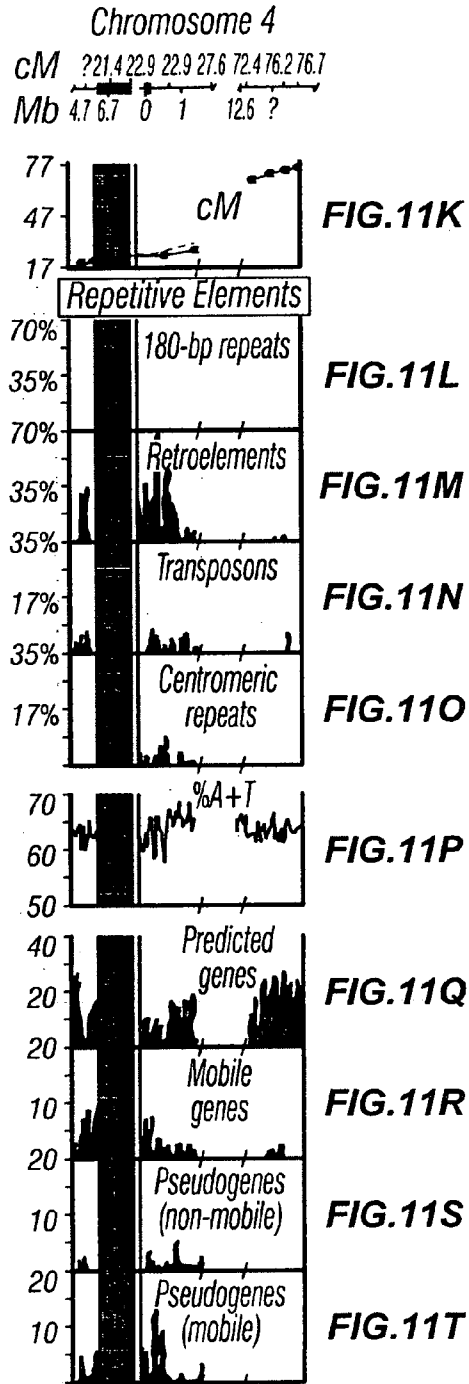 Chromosome 4
cM ?21.4 22.9 22.9 27.6 72.4 76.2 76.7
Mb 4.7 6.7 0 1 12.6 ?
77
47
17
cM
FIG.11K
Repetitive Elements
70%
35%
70%
180-bp repeats
FIG.11L
35%
35%
Retroelements
FIG.11M
17%
35%
Transposons
FIG.11N
17%
Centromeric
repeats
FIG.11O
70
60
50
%A+T
FIG.11P
40
20
20
Predicted
genes
FIG.11Q
10
20
Mobile
genes
FIG.11R
10
Pseudogenes
(non-mobile)
FIG.11S
20
10
Pseudogenes
(mobile)
FIG.11T